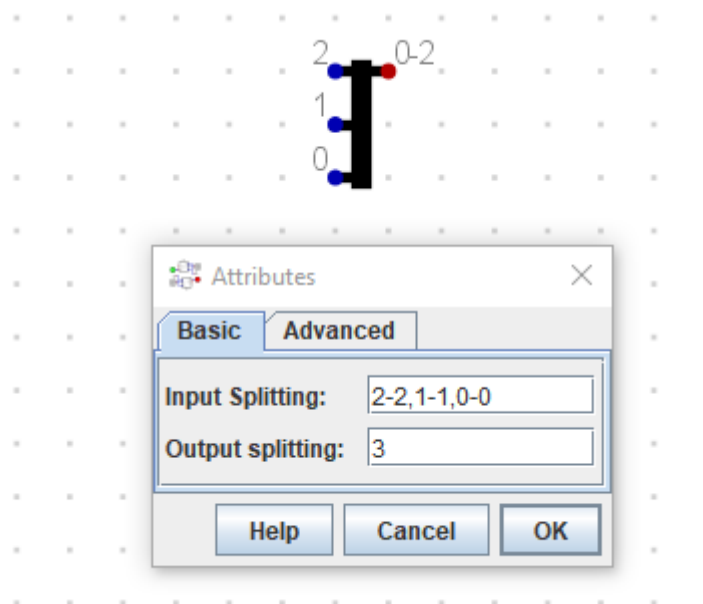 2 0-2
1
0
Attributes
Basic Advanced
Input Splitting: 2-2,1-1,0-0
Output splitting: 3
Help Cancel OK